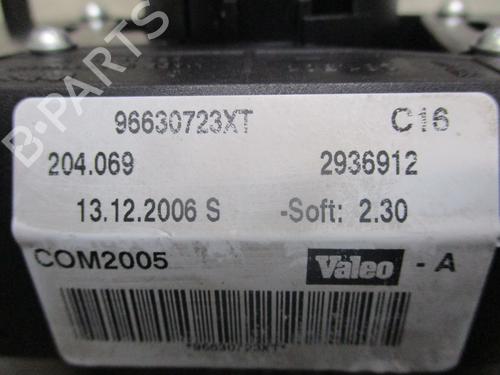 96630723XT C16
204.069 2936912
13.12.2006 S -Soft: 2.30
COM2005 Valeo - A
*96630723XT*
B-PARTS